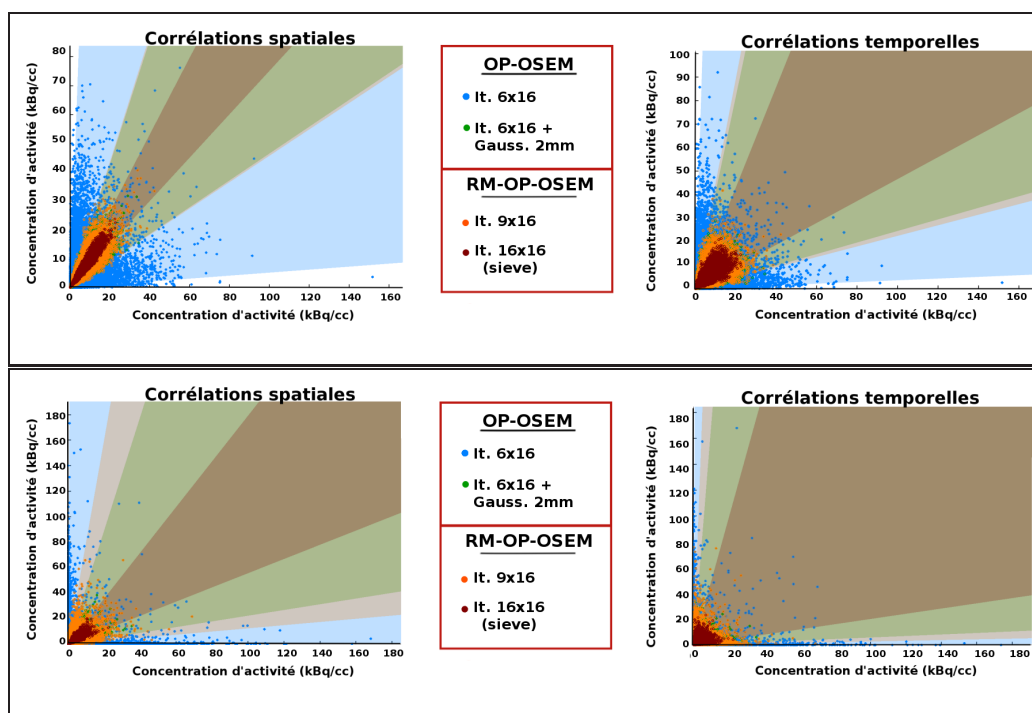 Corrélations spatiales
Concentration d'activité (kBq/cc)
80
70
60
50
40
30
20
10
0
0 20 40 60 80 100 120 140 160
Concentration d'activité (kBq/cc)
OP-OSEM
It. 6x16
It. 6x16 +
Gauss. 2mm
RM-OP-OSEM
It. 9x16
It. 16x16
(sieve)
Corrélations temporelles
Concentration d'activité (kBq/cc)
100
90
80
70
60
50
40
30
20
10
0
0 20 40 60 80 100 120 140 160
Concentration d'activité (kBq/cc)
Corrélations spatiales
Concentration d'activité (kBq/cc)
180
160
140
120
100
80
60
40
20
0
0 20 40 60 80 100 120 140 160 180
Concentration d'activité (kBq/cc)
OP-OSEM
It. 6x16
It. 6x16 +
Gauss. 2mm
RM-OP-OSEM
It. 9x16
It. 16x16
(sieve)
Corrélations temporelles
Concentration d'activité (kBq/cc)
180
160
140
120
100
80
60
40
20
0
0 20 40 60 80 100 120 140 160 180
Concentration d'activité (kBq/cc)